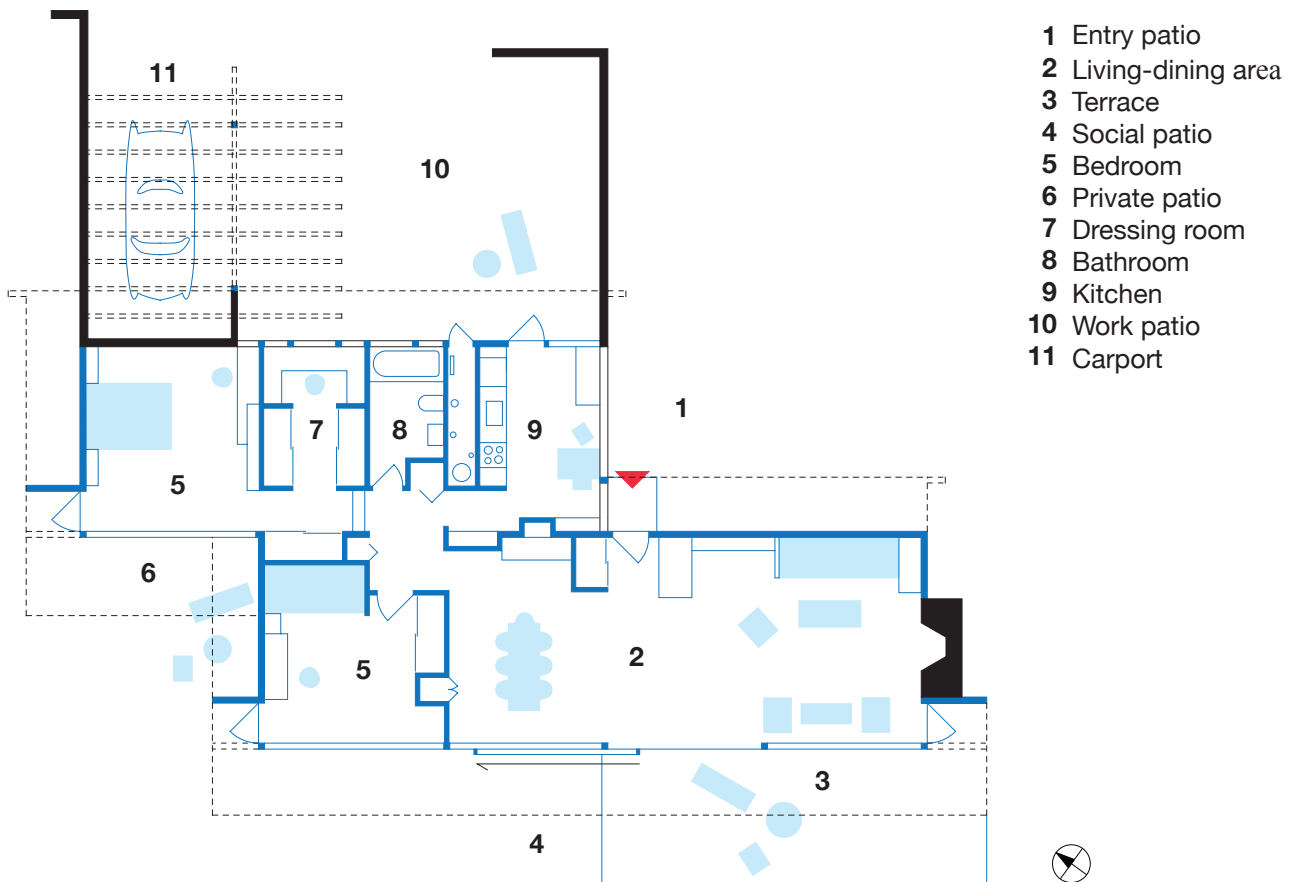 1 Entry patio
2 Living-dining area
3 Terrace
4 Social patio
5 Bedroom
6 Private patio
7 Dressing room
8 Bathroom
9 Kitchen
10 Work patio
11 Carport
11
10
1
7
8
9
5
6
2
5
3
4